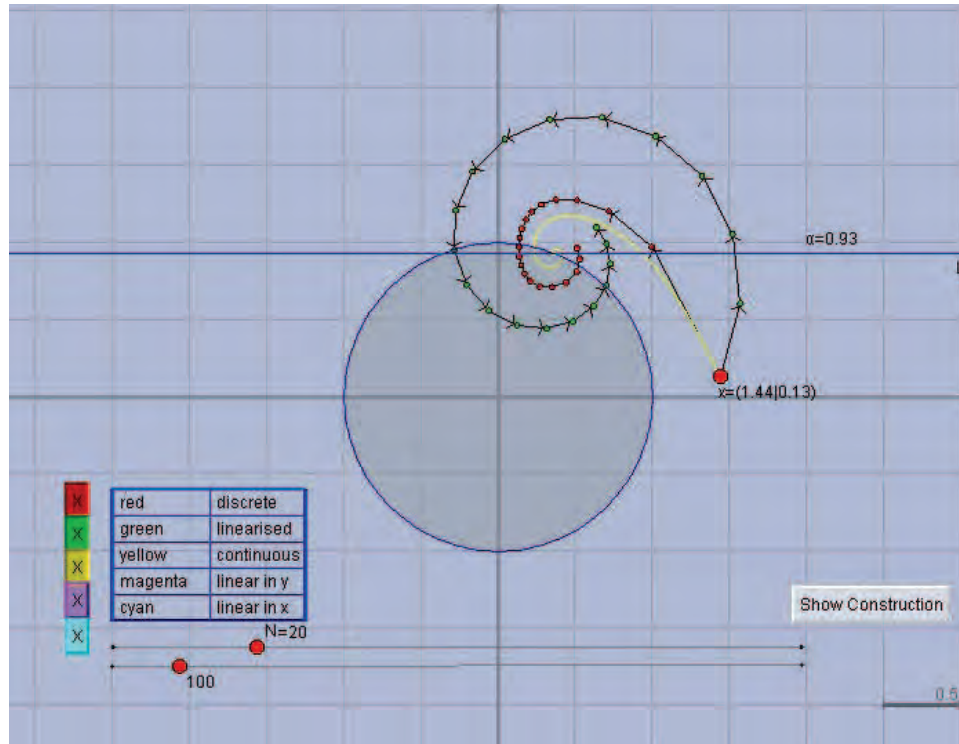 α=0.93
x=(1.44|0.13)
X red discrete
X green linearised
X yellow continuous
X magenta linear in y
X cyan linear in x
Show Construction
N=20
100
0.5